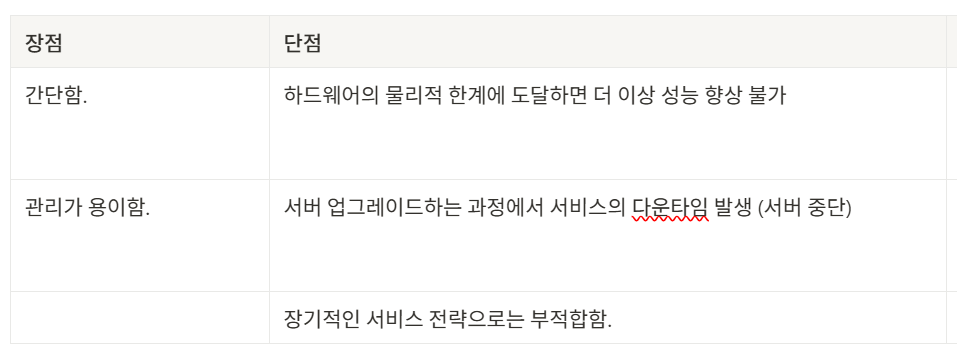 장점 단점
간단함. 하드웨어의 물리적 한계에 도달하면 더 이상 성능 향상 불가
관리가 용이함. 서버 업그레이드하는 과정에서 서비스의 다운타임 발생 (서버 중단)
장기적인 서비스 전략으로는 부적합함.